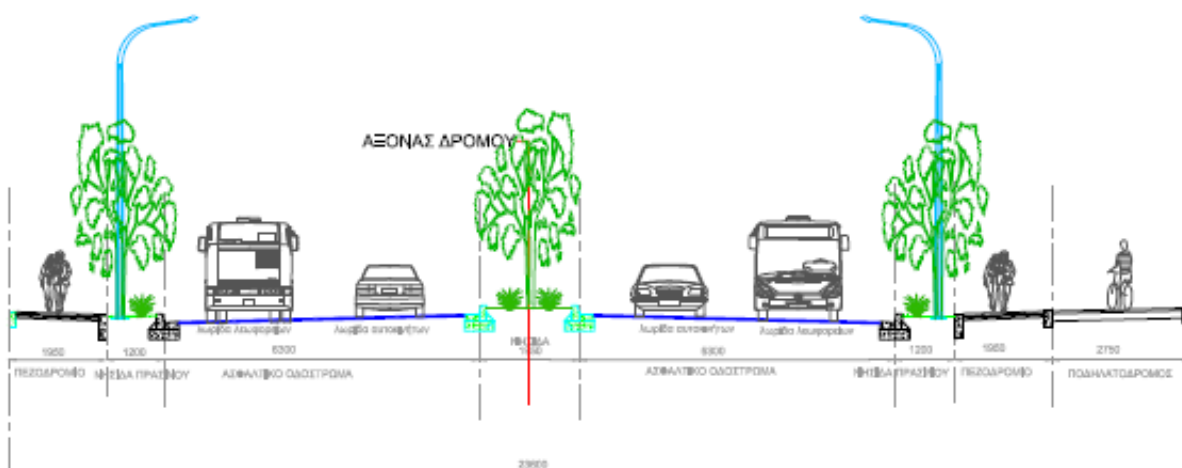 ΑΞΟΝΑΣ ΔΡΟΜΟΥ
λωρίδα λεωφορείων
λωρίδα αυτοκινήτων
λωρίδα αυτοκινήτων
λωρίδα λεωφορείων
ΝΗΣΙΔΑ
1950
1200
6300
6300
1200
1950
2750
ΠΕΖΟΔΡΟΜΙΟ
ΝΗΣΙΔΑ ΠΡΑΣΙΝΟΥ
ΑΣΦΑΛΤΙΚΟ ΟΔΟΣΤΡΩΜΑ
ΑΣΦΑΛΤΙΚΟ ΟΔΟΣΤΡΩΜΑ
ΝΗΣΙΔΑ ΠΡΑΣΙΝΟΥ
ΠΕΖΟΔΡΟΜΙΟ
ΠΟΔΗΛΑΤΟΔΡΟΜΟΣ